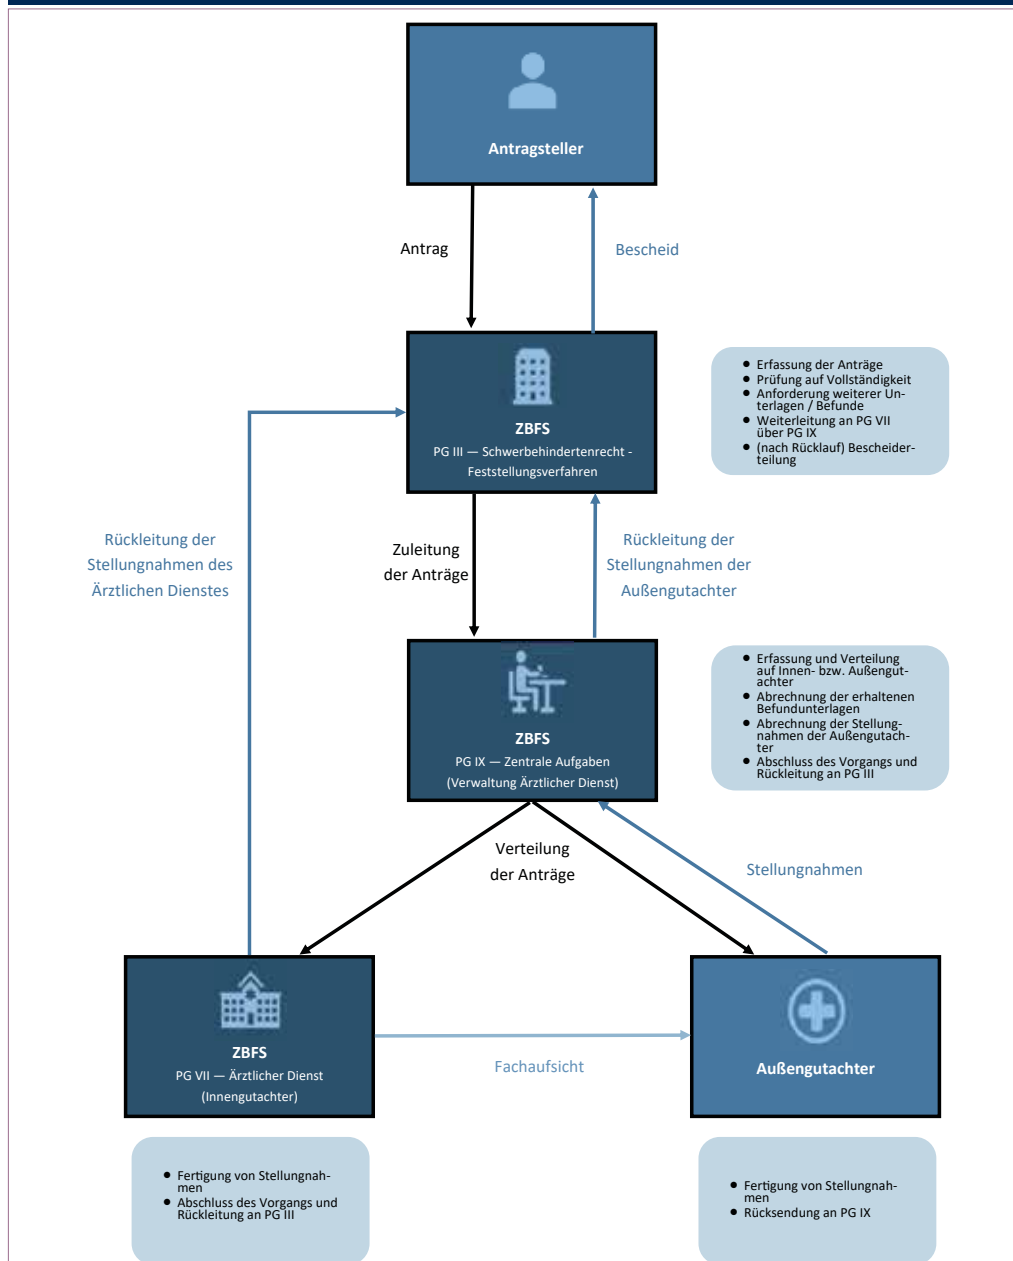 Antragsteller
Antrag
Bescheid
ZBFS
PG III — Schwerbehindertenrecht -
Feststellungsverfahren
● Erfassung der Anträge
● Prüfung auf Vollständigkeit
● Anforderung weiterer Un-
terlagen / Befunde
● Weiterleitung an PG VII
über PG IX
● (nach Rücklauf) Bescheider-
teilung
Rückleitung der
Stellungnahmen des
Ärztlichen Dienstes
Zuleitung
der Anträge
Rückleitung der
Stellungnahmen der
Außengutachter
ZBFS
PG IX — Zentrale Aufgaben
(Verwaltung Ärztlicher Dienst)
● Erfassung und Verteilung
auf Innen- bzw. Außengut-
achter
● Abrechnung der erhaltenen
Befundunterlagen
● Abrechnung der Stellung-
nahmen der Außengutach-
ter
● Abschluss des Vorgangs und
Rückleitung an PG III
Verteilung
der Anträge
Stellungnahmen
ZBFS
PG VII — Ärztlicher Dienst
(Innengutachter)
Fachaufsicht
Außengutachter
● Fertigung von Stellungnah-
men
● Abschluss des Vorgangs und
Rückleitung an PG III
● Fertigung von Stellungnah-
men
● Rücksendung an PG IX